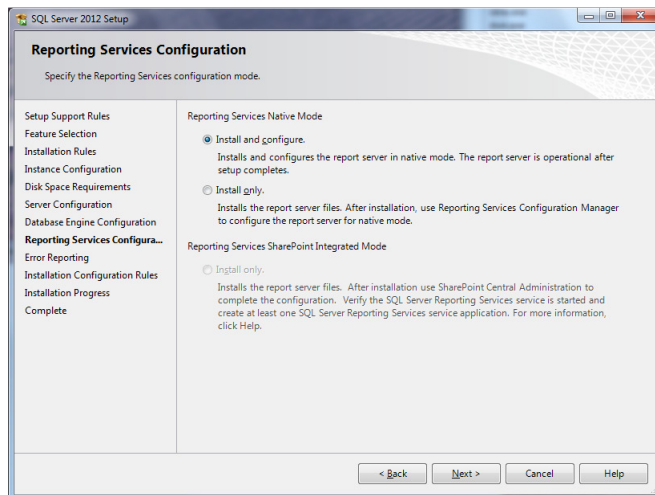 SQL Server 2012 Setup
Reporting Services Configuration
Specify the Reporting Services configuration mode.
Setup Support Rules
Feature Selection
Installation Rules
Instance Configuration
Disk Space Requirements
Server Configuration
Database Engine Configuration
Reporting Services Configura...
Error Reporting
Installation Configuration Rules
Installation Progress
Complete
Reporting Services Native Mode
Install and configure.
Installs and configures the report server in native mode. The report server is operational after
setup completes.
Install only.
Installs the report server files. After installation, use Reporting Services Configuration Manager
to configure the report server for native mode.
Reporting Services SharePoint Integrated Mode
Install only.
Installs the report server files. After installation use SharePoint Central Administration to
complete the configuration. Verify the SQL Server Reporting Services service is started and
create at least one SQL Server Reporting Services service application. For more information,
click Help.
< Back
Next >
Cancel
Help